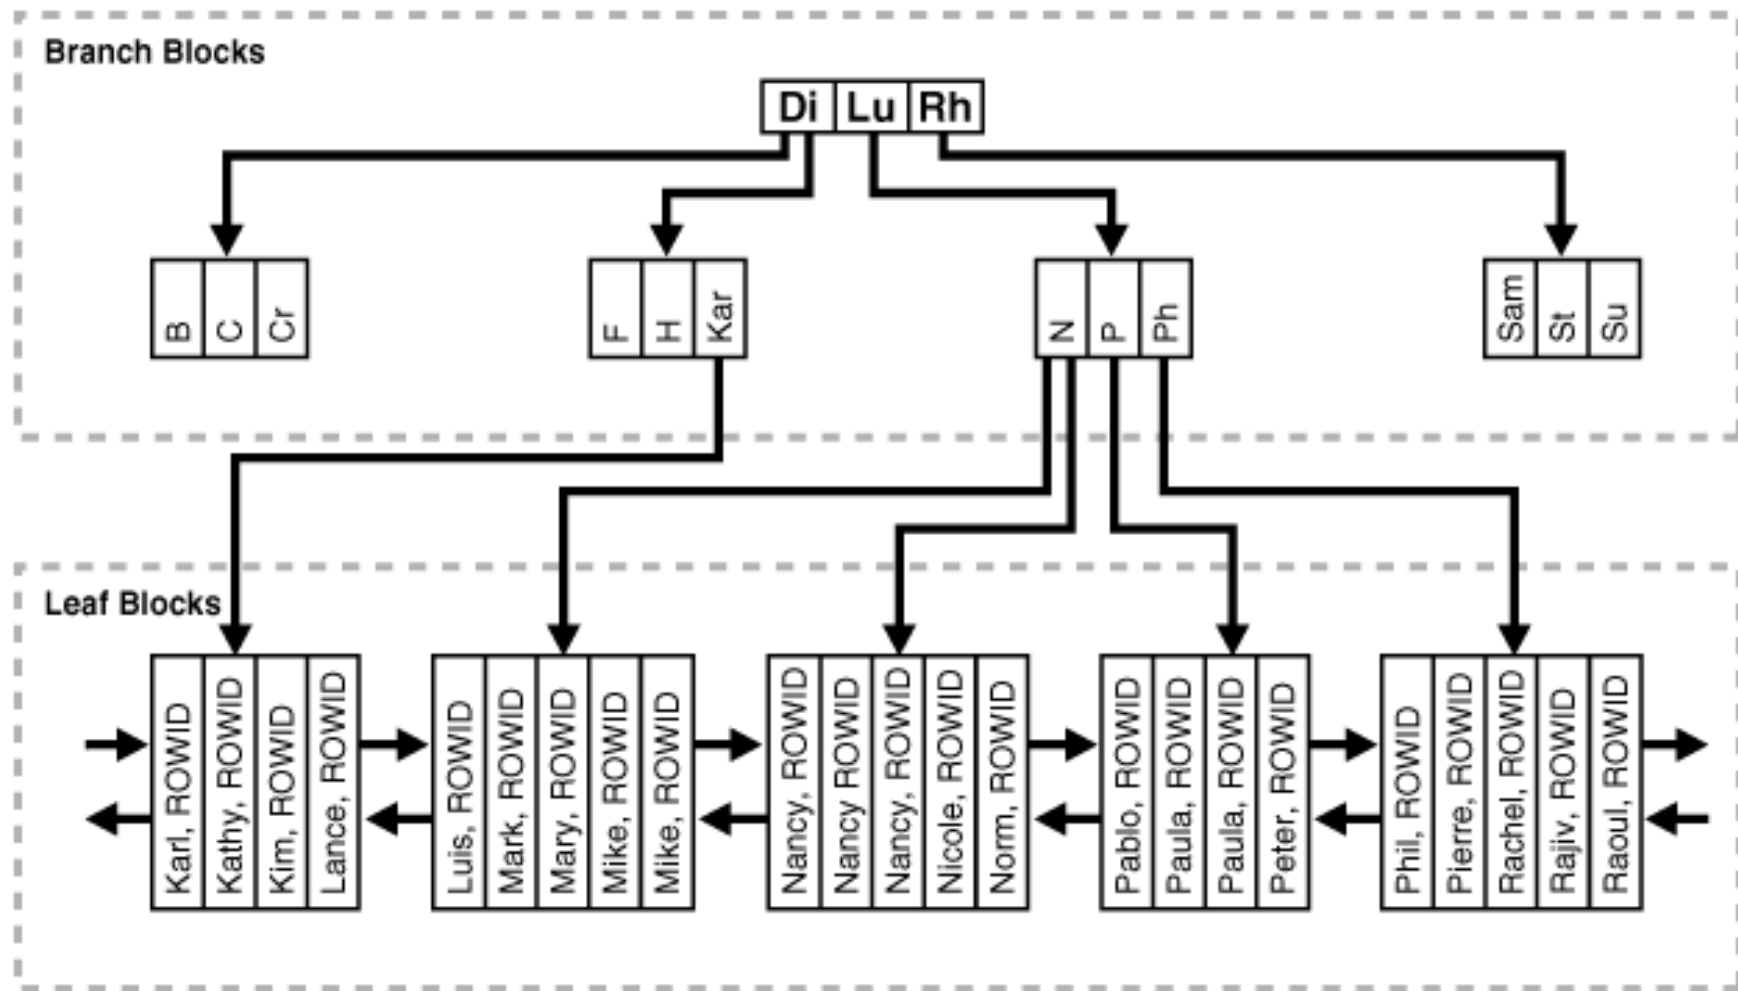 Branch Blocks
Di Lu Rh
B C Cr
F H Kar
N P Ph
Sam St Su
Leaf Blocks
Karl, ROWID
Kathy, ROWID
Kim, ROWID
Lance, ROWID
Luis, ROWID
Mark, ROWID
Mary, ROWID
Mike, ROWID
Mike, ROWID
Nancy, ROWID
Nancy ROWID
Nancy, ROWID
Nicole, ROWID
Norm, ROWID
Pablo, ROWID
Paula, ROWID
Paula, ROWID
Peter, ROWID
Phil, ROWID
Pierre, ROWID
Rachel, ROWID
Rajiv, ROWID
Raoul, ROWID